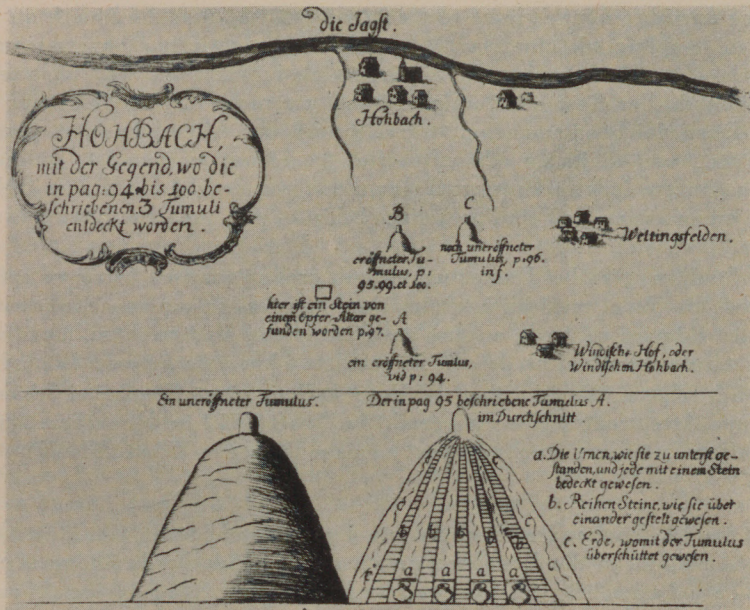 die Jagst.
Hohbach.
HOHBACH,
mit der Gegend, wo die
in pag: 94 bis 100. be-
schriebenen 3 Tumuli
entdeckt worden.
B
eröffneter Tu-
mulus, p:
95. 99. et 100.
C
noch uneröffneter
Tumulus, p: 96.
inf.
Weltingsfelden.
hier ist ein Stein von
einem Opfer-Altar ge-
funden worden p: 97.
A
ein eröffneter Tumlus,
vid p: 94.
Windisch Hof, oder
Windischen Hohbach.
Ein uneröffneter Tumulus.
Der in pag 95 beschriebene Tumulus A.
im Durchschnitt.
a. Die Urnen, wie sie zu unterst ge-
standen, und jede mit einem Stein
bedeckt gewesen.
b. Reihen Steine, wie sie über
einander gestelt gewesen.
c. Erde, womit der Tumulus
überschüttet gewesen.
c c
b b b b
c
a a a a